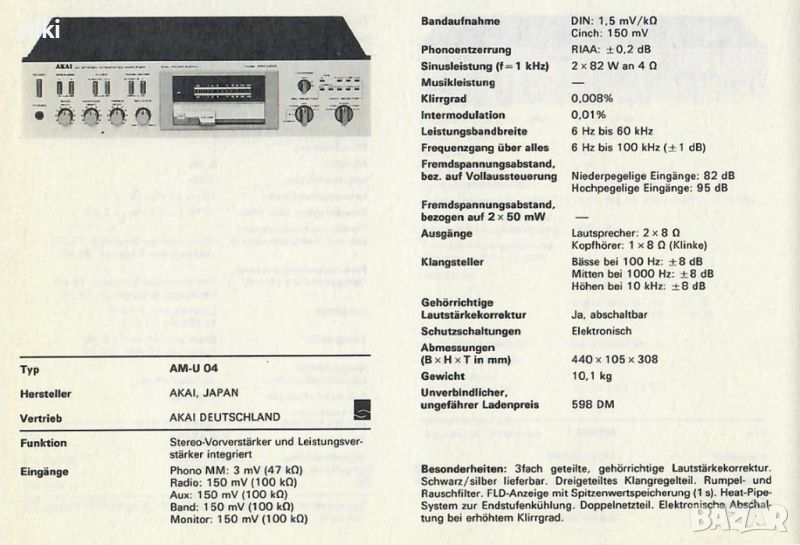 AKAI
Typ AM-U 04
Hersteller AKAI, JAPAN
Vertrieb AKAI DEUTSCHLAND
Funktion Stereo-Vorverstärker und Leistungsver-
stärker integriert
Eingänge Phono MM: 3 mV (47 kΩ)
Radio: 150 mV (100 kΩ)
Aux: 150 mV (100 kΩ)
Band: 150 mV (100 kΩ)
Monitor: 150 mV (100 kΩ)
Bandaufnahme DIN: 1,5 mV/kΩ
Cinch: 150 mV
Phonoentzerrung RIAA: ±0,2 dB
Sinusleistung (f=1 kHz) 2×82 W an 4 Ω
Musikleistung —
Klirrgrad 0,008%
Intermodulation 0,01%
Leistungsbandbreite 6 Hz bis 60 kHz
Frequenzgang über alles 6 Hz bis 100 kHz (±1 dB)
Fremdspannungsabstand,
bez. auf Vollaussteuerung Niederpegelige Eingänge: 82 dB
Hochpegelige Eingänge: 95 dB
Fremdspannungsabstand,
bezogen auf 2×50 mW —
Ausgänge Lautsprecher: 2×8 Ω
Kopfhörer: 1×8 Ω (Klinke)
Klangsteller Bässe bei 100 Hz: ±8 dB
Mitten bei 1000 Hz: ±8 dB
Höhen bei 10 kHz: ±8 dB
Gehörrichtige
Lautstärkekorrektur Ja, abschaltbar
Schutzschaltungen Elektronisch
Abmessungen
(B×H×T in mm) 440×105×308
Gewicht 10,1 kg
Unverbindlicher,
ungefährer Ladenpreis 598 DM
Besonderheiten: 3fach geteilte, gehörrichtige Lautstärkekorrektur.
Schwarz/silber lieferbar. Dreigeteiltes Klangregelteil. Rumpel- und
Rauschfilter. FLD-Anzeige mit Spitzenwertspeicherung (1 s). Heat-Pipe-
System zur Endstufenkühlung. Doppelnetzteil. Elektronische Abschal-
tung bei erhöhtem Klirrgrad.
BAZAR